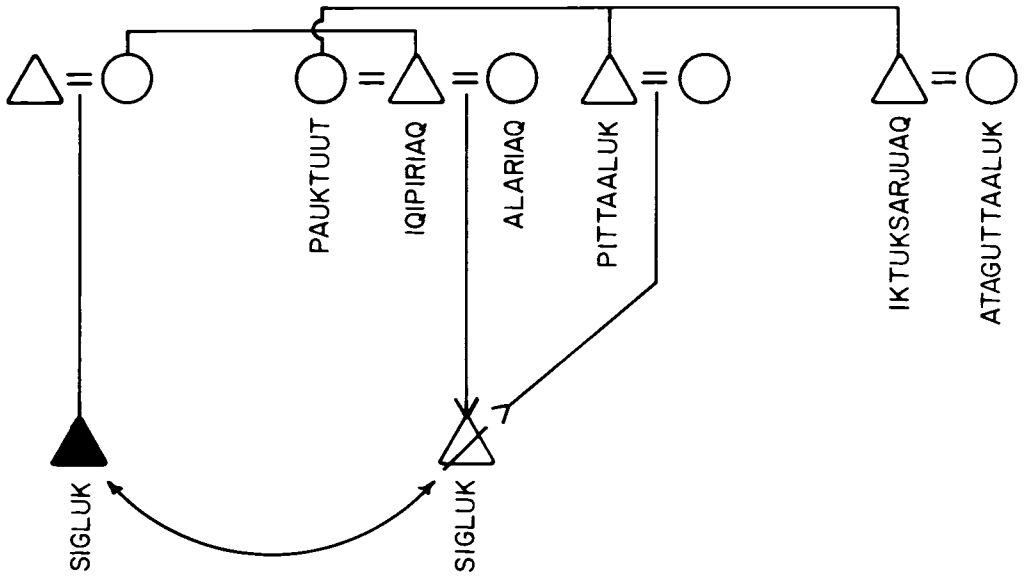 PAUKTUUT
IQIPIRIAQ
ALARIAQ
PITTAALUK
IKTUKSARJUAQ
ATAGUTTAALUK
SIGLUK
SIGLUK